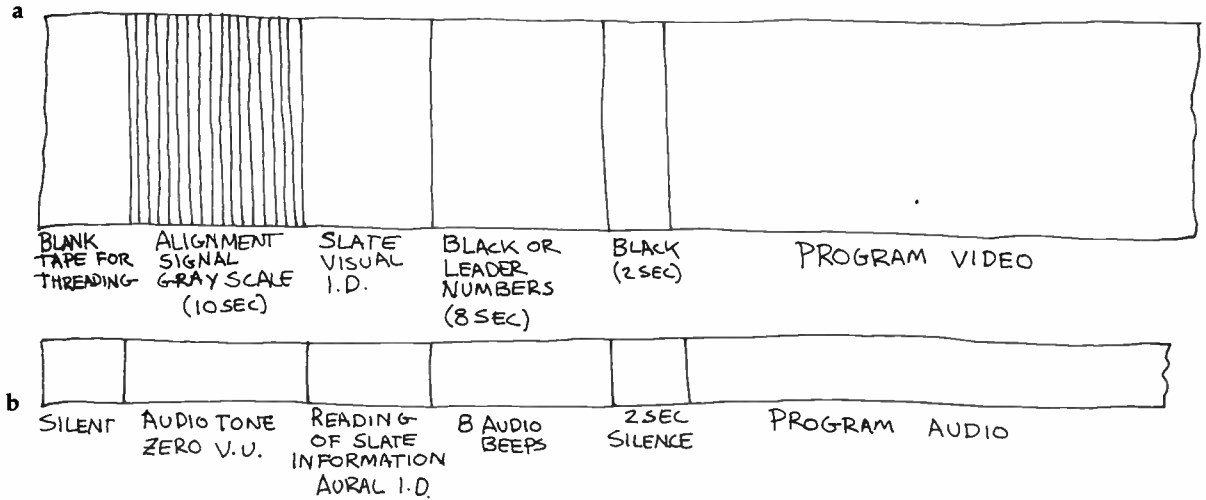 a
BLANK
TAPE FOR
THREADING
ALIGNMENT
SIGNAL
GRAY SCALE
(10 SEC)
SLATE
VISUAL
I.D.
BLACK OR
LEADER
NUMBERS
(8 SEC)
BLACK
(2 SEC)
PROGRAM VIDEO
b
SILENT
AUDIO TONE
ZERO V.U.
READING
OF SLATE
INFORMATION
AURAL I.D.
8 AUDIO
BEEPS
2 SEC
SILENCE
PROGRAM AUDIO